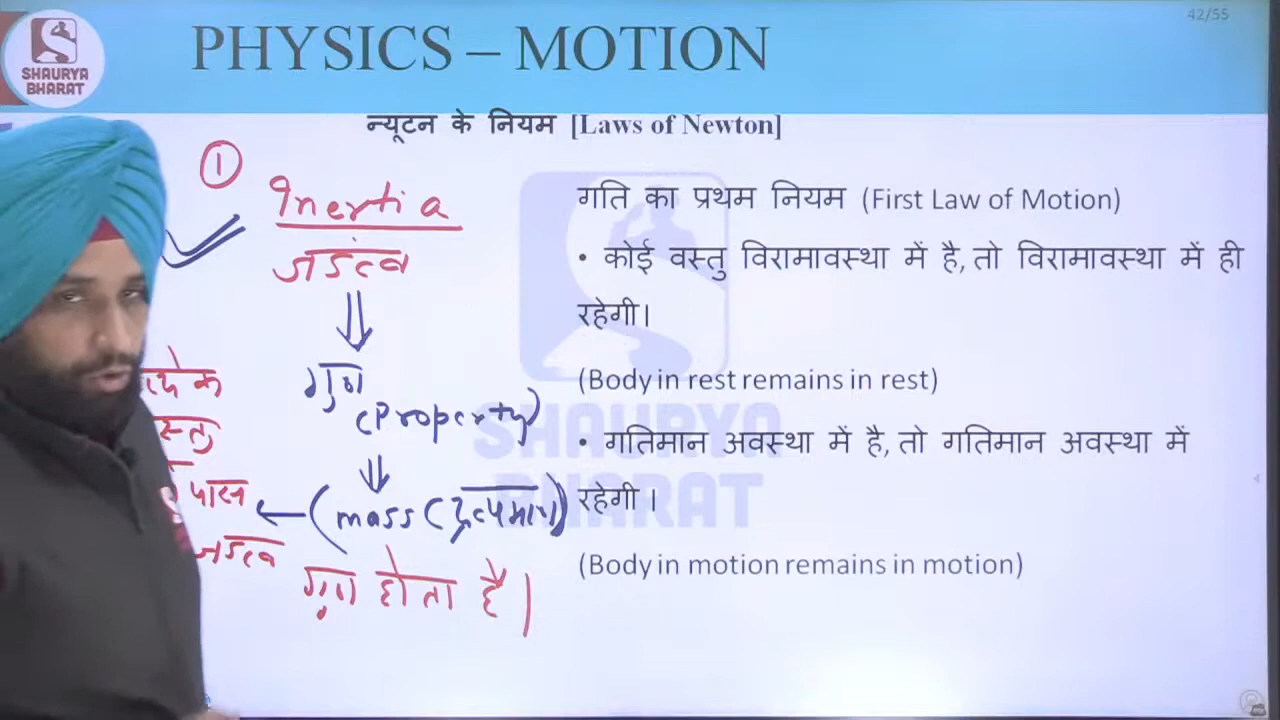 42/55
SHAURYA
BHARAT
PHYSICS – MOTION
न्यूटन के नियम [Laws of Newton]
1
Inertia
जड़त्व
गुण
(Property)
mass (द्रव्यमान)
पास
जड़त्व
गुण होता है।
गति का प्रथम नियम (First Law of Motion)
• कोई वस्तु विरामावस्था में है, तो विरामावस्था में ही
रहेगी।
(Body in rest remains in rest)
• गतिमान अवस्था में है, तो गतिमान अवस्था में
रहेगी ।
(Body in motion remains in motion)
SHAURYA
BHARAT